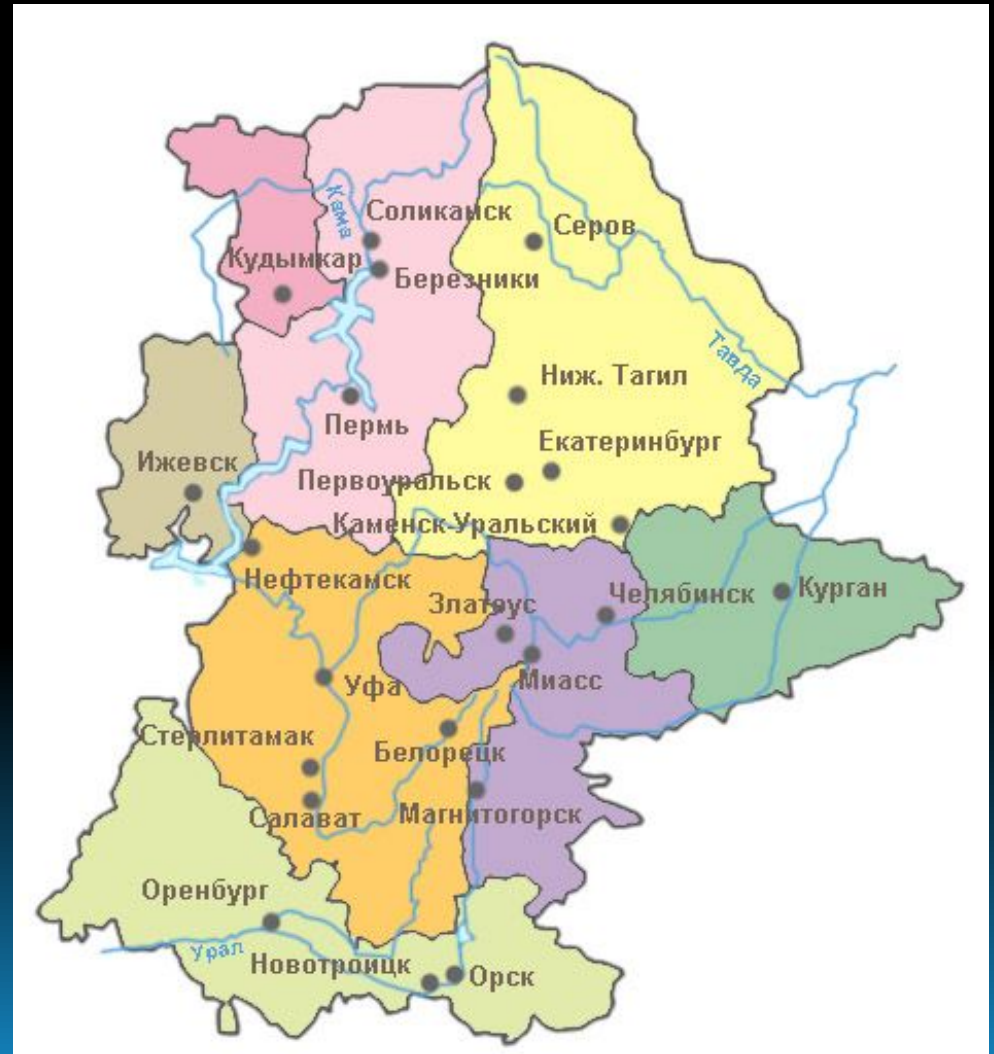 Кама
Соликамск
Серов
Кудымкар
Березники
Тавда
Ниж. Тагил
Пермь
Екатеринбург
Ижевск
Первоуральск
Каменск-Уральский
Нефтекамск
Златоус
Челябинск
Курган
Миасс
Уфа
Стерлитамак
Белорецк
Салават
Магнитогорск
Оренбург
Урал
Новотроицк
Орск